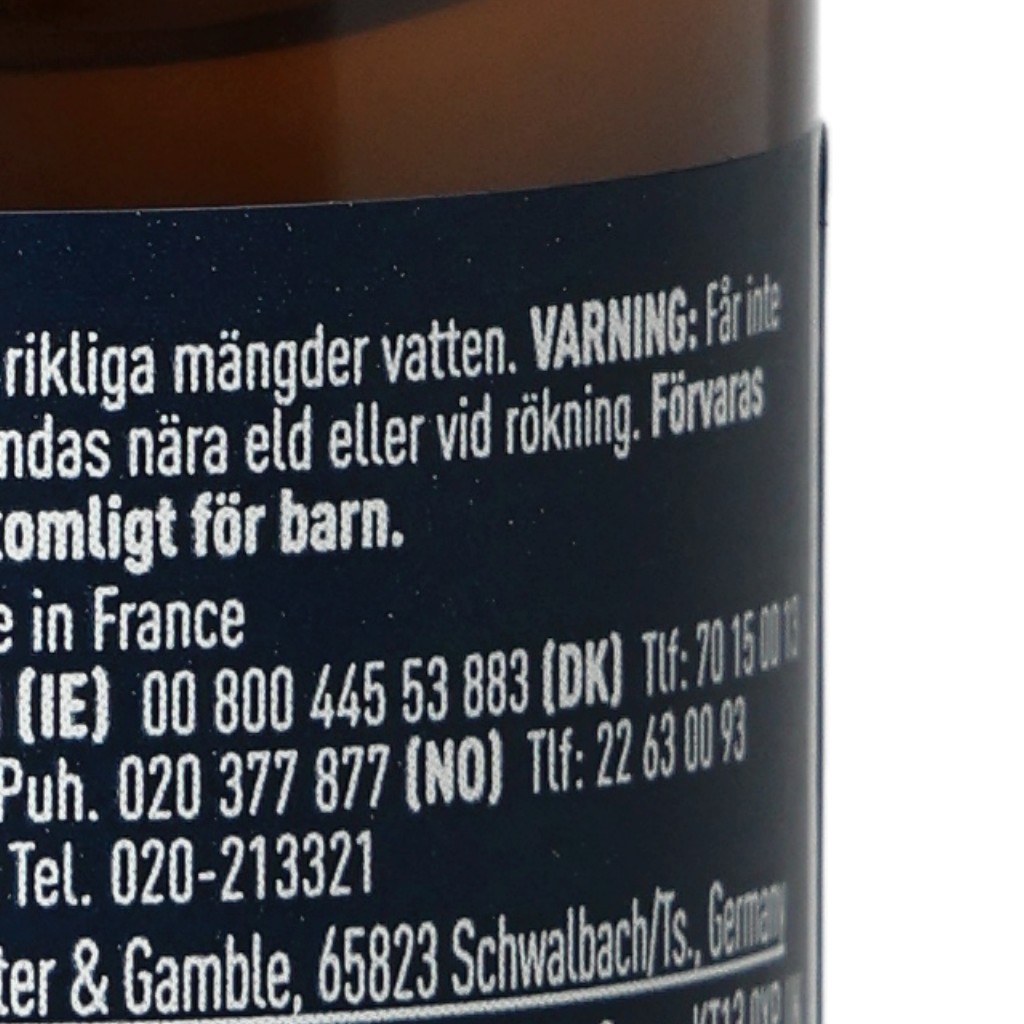 rikliga mängder vatten. VARNING: Får inte
ndas nära eld eller vid rökning. Förvaras
tomligt för barn.
e in France
(IE) 00 800 445 53 883 (DK) Tlf: 70 15 00 13
Puh. 020 377 877 (NO) Tlf: 22 63 00 93
Tel. 020-213321
ter & Gamble, 65823 Schwalbach/Ts., Germany